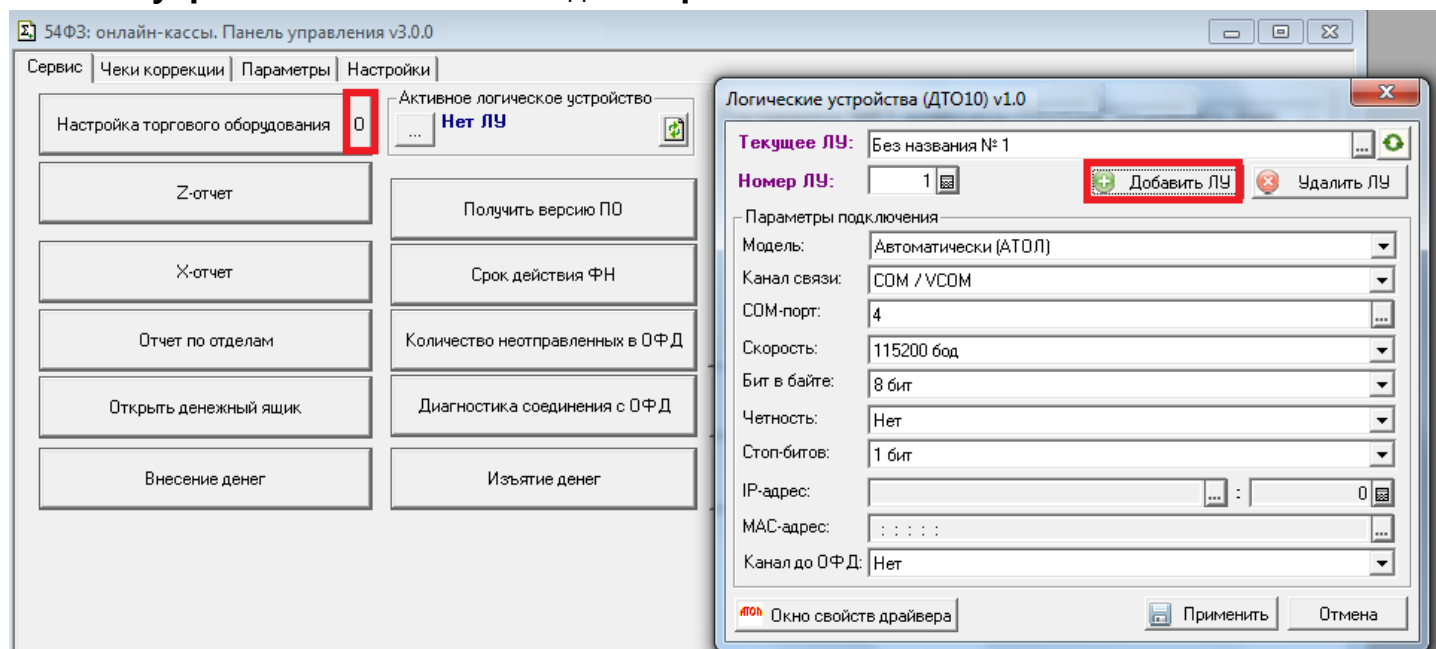 54ФЗ: онлайн-кассы. Панель управления v3.0.0
Сервис Чеки коррекции Параметры Настройки
Настройка торгового оборудования 0
Активное логическое устройство
... Нет ЛУ
Z-отчет
Получить версию ПО
X-отчет
Срок действия ФН
Отчет по отделам
Количество неотправленных в ОФД
Открыть денежный ящик
Диагностика соединения с ОФД
Внесение денег
Изъятие денег
Логические устройства (ДТО10) v1.0
Текущее ЛУ: Без названия № 1 ...
Номер ЛУ: 1 Добавить ЛУ Удалить ЛУ
Параметры подключения
Модель: Автоматически (АТОЛ)
Канал связи: COM / VCOM
COM-порт: 4 ...
Скорость: 115200 бод
Бит в байте: 8 бит
Четность: Нет
Стоп-битов: 1 бит
IP-адрес: ... : 0
MAC-адрес: : : : : : ...
Канал до ОФД: Нет
АТОЛ Окно свойств драйвера Применить Отмена